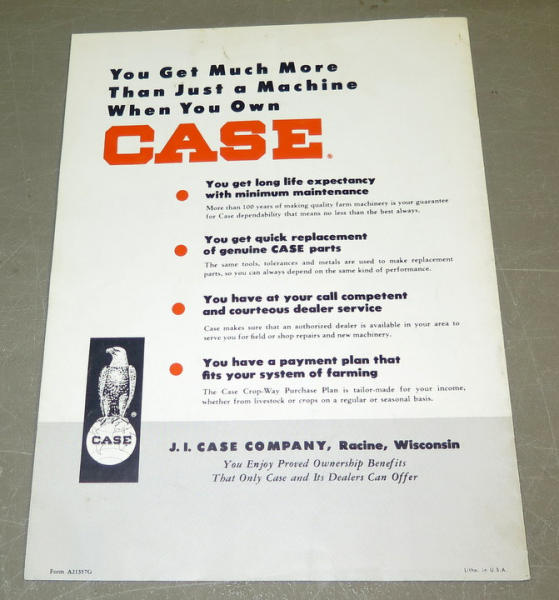 You Get Much More
Than Just a Machine
When You Own
CASE®
You get long life expectancy
with minimum maintenance
More than 100 years of making quality farm machinery is your guarantee
for Case dependability that means no less than the best always.
You get quick replacement
of genuine CASE parts
The same tools, tolerances and metals are used to make replacement
parts, so you can always depend on the same kind of performance.
You have at your call competent
and courteous dealer service
Case makes sure that an authorized dealer is available in your area to
serve you for field or shop repairs and new machinery.
You have a payment plan that
fits your system of farming
The Case Crop-Way Purchase Plan is tailor-made for your income,
whether from livestock or crops on a regular or seasonal basis.
®
CASE
J. I. CASE COMPANY, Racine, Wisconsin
You Enjoy Proved Ownership Benefits
That Only Case and Its Dealers Can Offer
Form A21557G
Litho. in U.S.A.